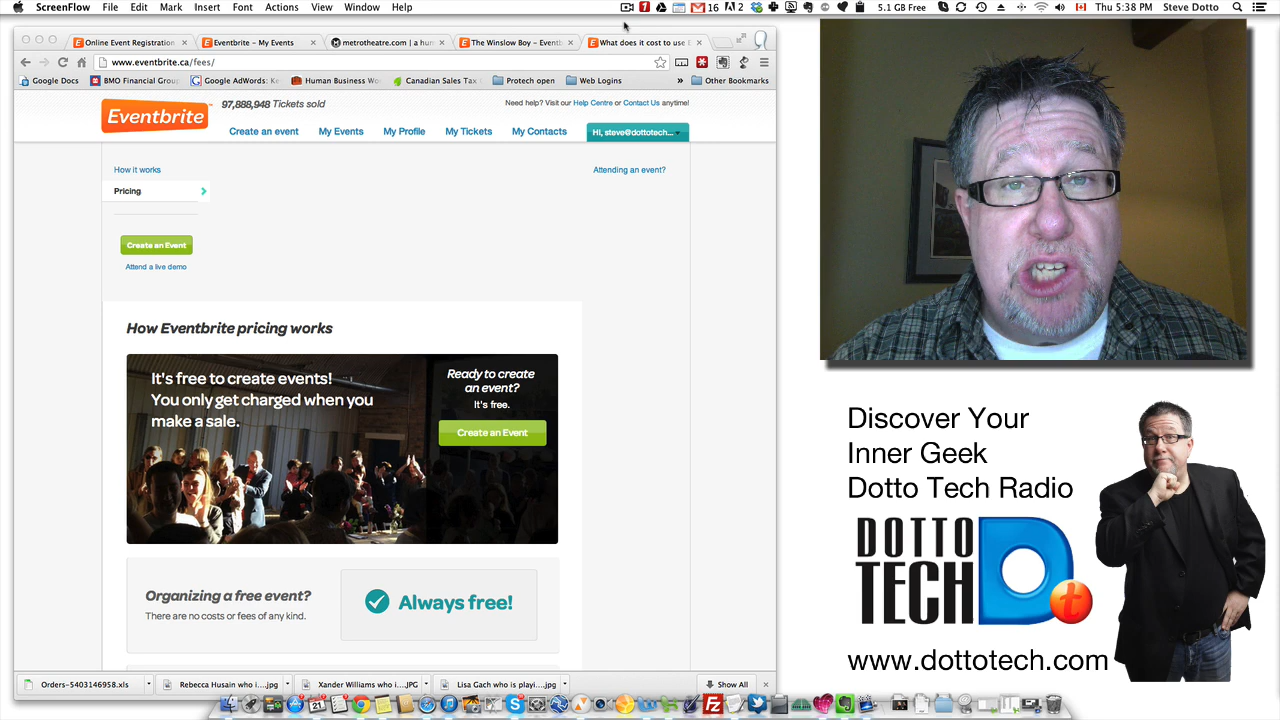 ScreenFlow File Edit Mark Insert Font Actions View Window Help 16 2 5.1 GB Free Thu 5:38 PM Steve Dotto
Online Event Registration Eventbrite - My Events metrotheatre.com | a hun The Winslow Boy – Eventb What does it cost to use E
www.eventbrite.ca/fees/
Google Docs BMO Financial Group Google AdWords: Key Human Business Wo Canadian Sales Tax Protech open Web Logins » Other Bookmarks
Eventbrite 97,888,948 Tickets sold Need help? Visit our Help Centre or Contact Us anytime!
Create an event My Events My Profile My Tickets My Contacts Hi, steve@dottotech...
How it works Attending an event?
Pricing
Create an Event
Attend a live demo
How Eventbrite pricing works
It's free to create events!
You only get charged when you
make a sale.
Ready to create
an event?
It's free.
Create an Event
Organizing a free event?
There are no costs or fees of any kind.
Always free!
Orders-5403146958.xls Rebecca Husain who i....jpg Xander Williams who i....JPG Lisa Gach who is playi....jpg Show All
Discover Your
Inner Geek
Dotto Tech Radio
DOTTO
TECH
D t
www.dottotech.com